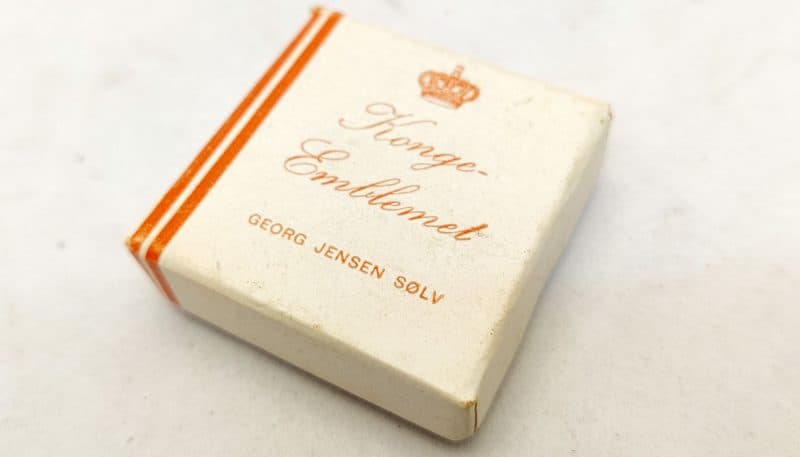 Konge-
Emblemet
GEORG JENSEN SØLV